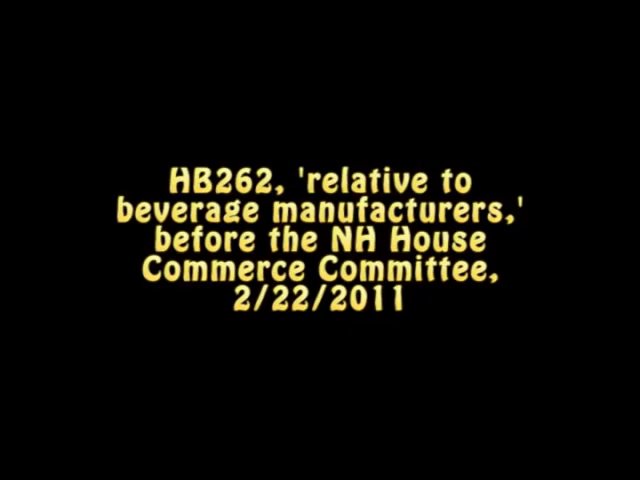 HB262, 'relative to
beverage manufacturers,'
before the NH House
Commerce Committee,
2/22/2011